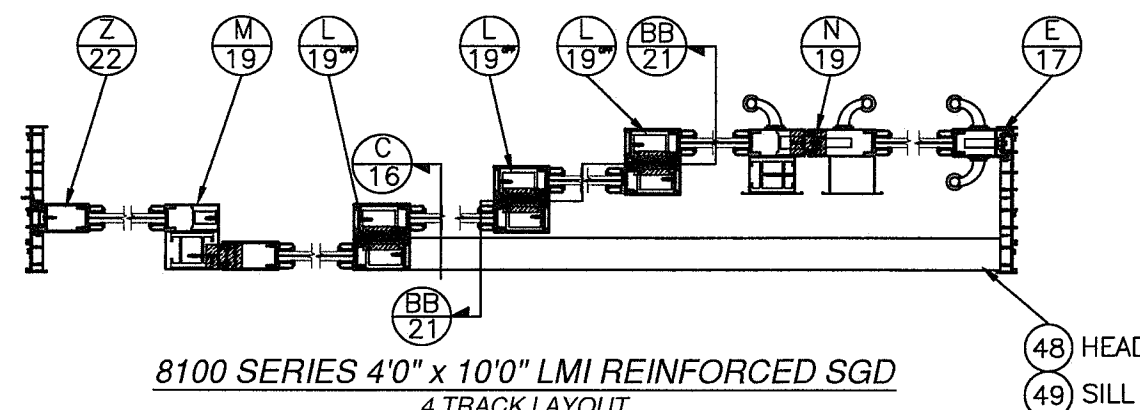 Z
22
M
19
L
19
L
19
L
19
BB
21
N
19
E
17
C
16
BB
21
48 HEAD
49 SILL
8100 SERIES 4'0" x 10'0" LMI REINFORCED SGD
4 TRACK LAYOUT